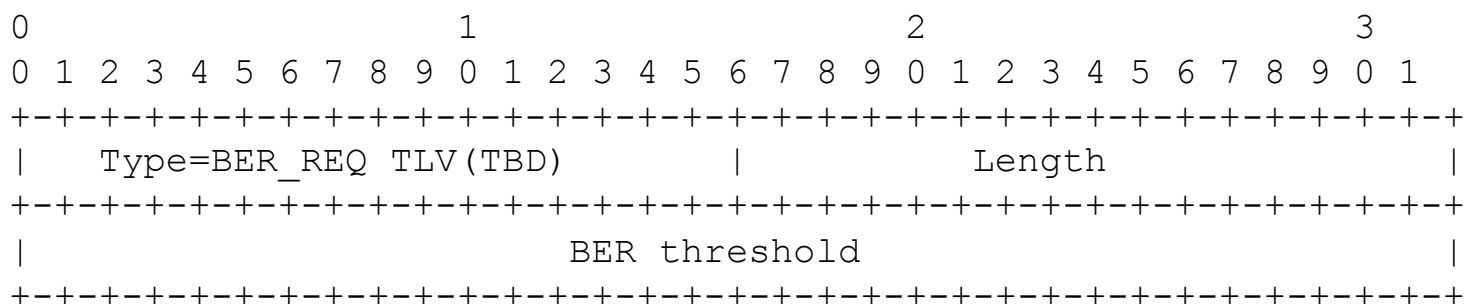 0                   1                   2                   3
0 1 2 3 4 5 6 7 8 9 0 1 2 3 4 5 6 7 8 9 0 1 2 3 4 5 6 7 8 9 0 1
+-+-+-+-+-+-+-+-+-+-+-+-+-+-+-+-+-+-+-+-+-+-+-+-+-+-+-+-+-+-+-+-+
|   Type=BER_REQ TLV(TBD)       |          Length               |
+-+-+-+-+-+-+-+-+-+-+-+-+-+-+-+-+-+-+-+-+-+-+-+-+-+-+-+-+-+-+-+-+
|                        BER threshold                          |
+-+-+-+-+-+-+-+-+-+-+-+-+-+-+-+-+-+-+-+-+-+-+-+-+-+-+-+-+-+-+-+-+